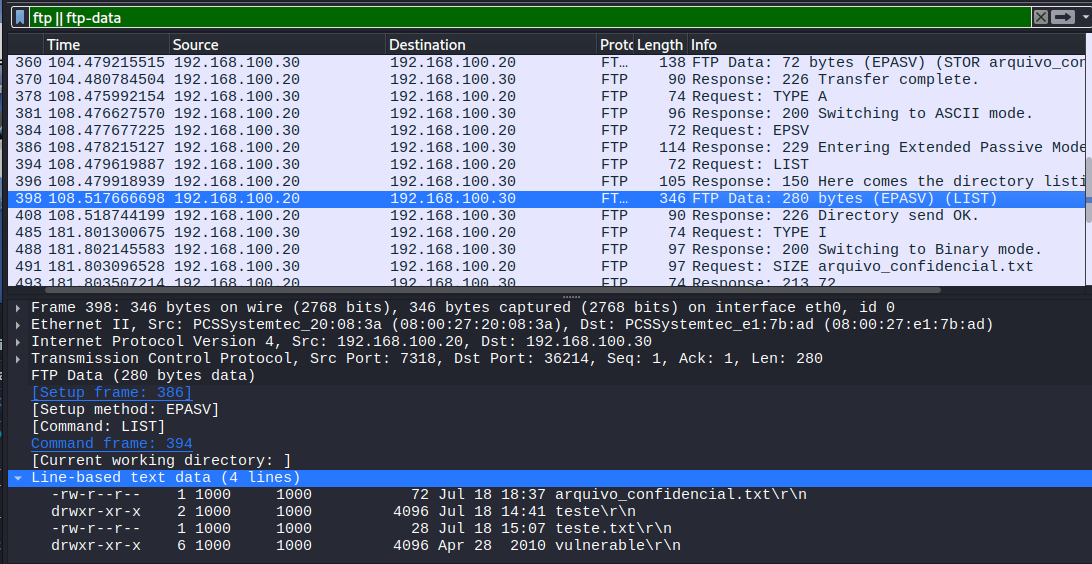 ftp || ftp-data
Time Source Destination Proto Length Info
360 104.479215515 192.168.100.30 192.168.100.20 FT… 138 FTP Data: 72 bytes (EPASV) (STOR arquivo_con
370 104.480784504 192.168.100.20 192.168.100.30 FTP 90 Response: 226 Transfer complete.
378 108.475992154 192.168.100.30 192.168.100.20 FTP 74 Request: TYPE A
381 108.476627570 192.168.100.20 192.168.100.30 FTP 96 Response: 200 Switching to ASCII mode.
384 108.477677225 192.168.100.30 192.168.100.20 FTP 72 Request: EPSV
386 108.478215127 192.168.100.20 192.168.100.30 FTP 114 Response: 229 Entering Extended Passive Mode
394 108.479619887 192.168.100.30 192.168.100.20 FTP 72 Request: LIST
396 108.479918939 192.168.100.20 192.168.100.30 FTP 105 Response: 150 Here comes the directory listi
398 108.517666698 192.168.100.20 192.168.100.30 FT… 346 FTP Data: 280 bytes (EPASV) (LIST)
408 108.518744199 192.168.100.20 192.168.100.30 FTP 90 Response: 226 Directory send OK.
485 181.801300675 192.168.100.30 192.168.100.20 FTP 74 Request: TYPE I
488 181.802145583 192.168.100.20 192.168.100.30 FTP 97 Response: 200 Switching to Binary mode.
491 181.803096528 192.168.100.30 192.168.100.20 FTP 97 Request: SIZE arquivo_confidencial.txt
493 181.803507214 192.168.100.20 192.168.100.30 FTP 74 Response: 213 72
Frame 398: 346 bytes on wire (2768 bits), 346 bytes captured (2768 bits) on interface eth0, id 0
Ethernet II, Src: PCSSystemtec_20:08:3a (08:00:27:20:08:3a), Dst: PCSSystemtec_e1:7b:ad (08:00:27:e1:7b:ad)
Internet Protocol Version 4, Src: 192.168.100.20, Dst: 192.168.100.30
Transmission Control Protocol, Src Port: 7318, Dst Port: 36214, Seq: 1, Ack: 1, Len: 280
FTP Data (280 bytes data)
[Setup frame: 386]
[Setup method: EPASV]
[Command: LIST]
Command frame: 394
[Current working directory: ]
Line-based text data (4 lines)
-rw-r--r-- 1 1000 1000 72 Jul 18 18:37 arquivo_confidencial.txt\r\n
drwxr-xr-x 2 1000 1000 4096 Jul 18 14:41 teste\r\n
-rw-r--r-- 1 1000 1000 28 Jul 18 15:07 teste.txt\r\n
drwxr-xr-x 6 1000 1000 4096 Apr 28 2010 vulnerable\r\n